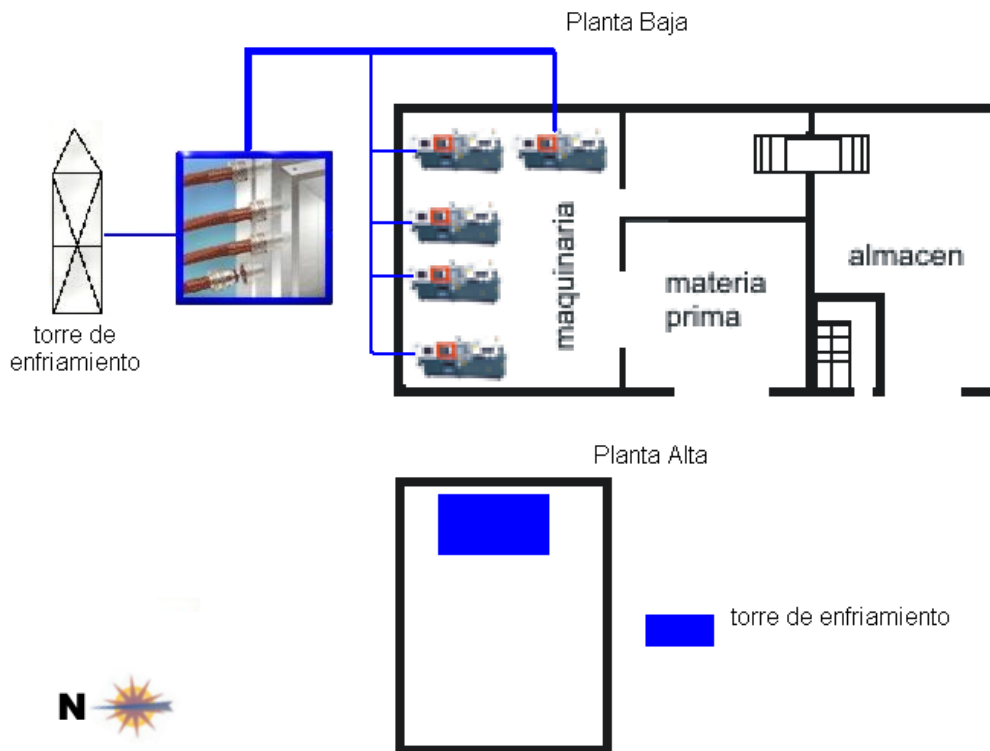 Planta Baja
maquinaria
materia
prima
almacen
torre de
enfriamiento
Planta Alta
torre de enfriamiento
N